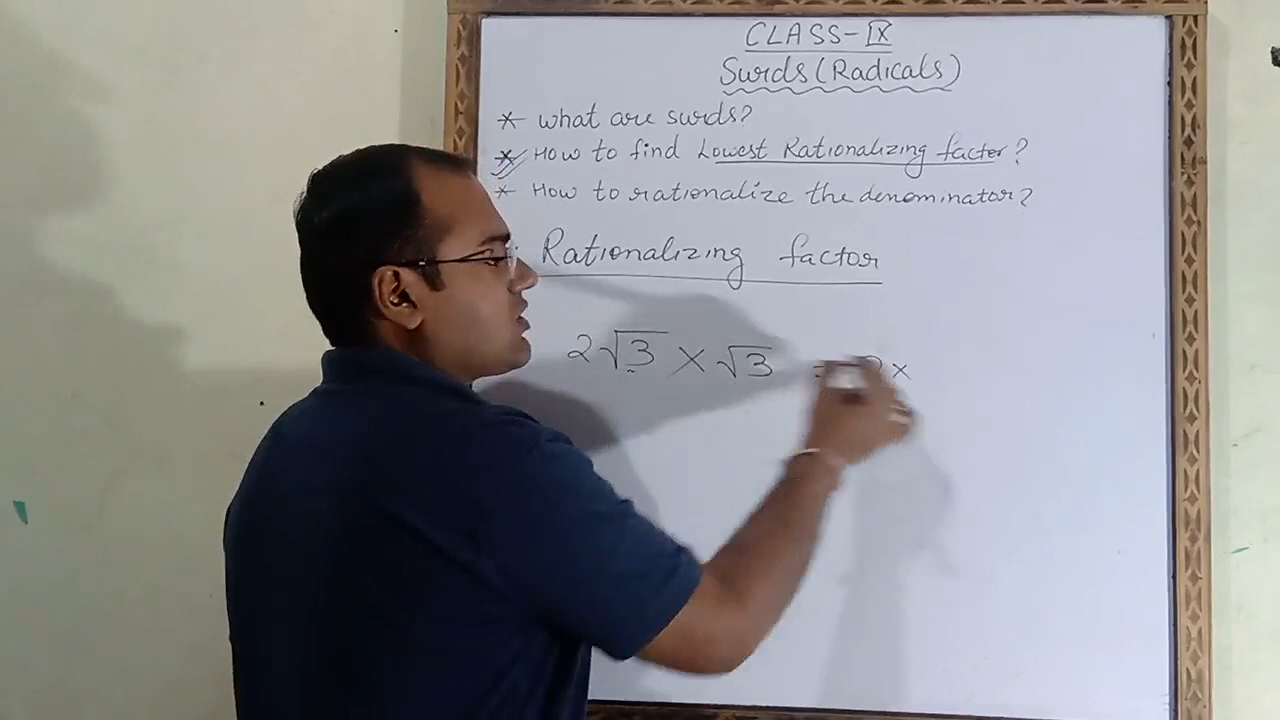 CLASS-IX
Surds (Radicals)
* what are surds?
* How to find Lowest Rationalizing factor?
* How to rationalize the denominator?
Rationalizing factor
2√3 × √3 = ×